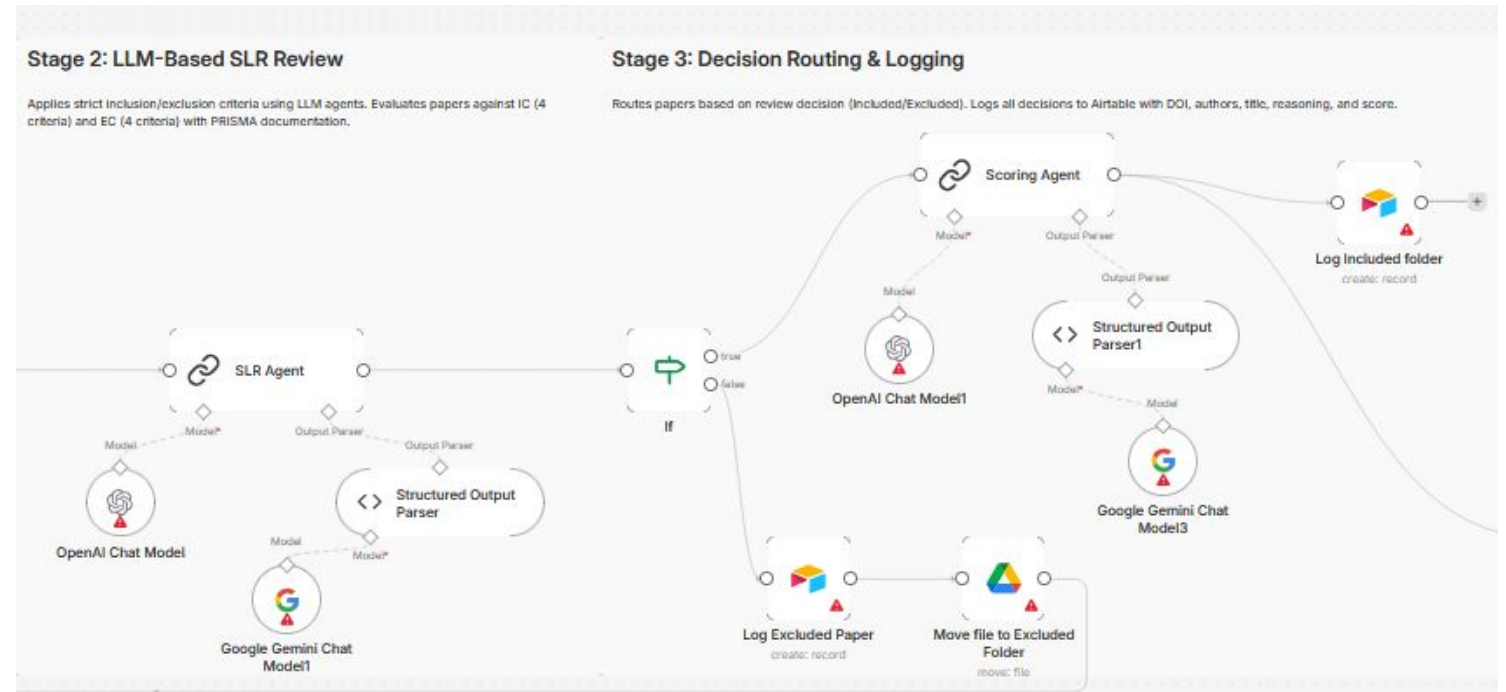 Stage 2: LLM-Based SLR Review
Applies strict inclusion/exclusion criteria using LLM agents. Evaluates papers against IC (4
criteria) and EC (4 criteria) with PRISMA documentation.
SLR Agent
Model*
Output Parser
Model
OpenAI Chat Model
Output Parser
Structured Output
Parser
Model*
Model
Google Gemini Chat
Model1
Stage 3: Decision Routing & Logging
Routes papers based on review decision (Included/Excluded). Logs all decisions to Airtable with DOI, authors, title, reasoning, and score.
If
true
false
Scoring Agent
Model*
Output Parser
Model
OpenAI Chat Model1
Output Parser
Structured Output
Parser1
Model*
Model
Google Gemini Chat
Model3
Log Included folder
create: record
Log Excluded Paper
create: record
Move file to Excluded
Folder
move: file